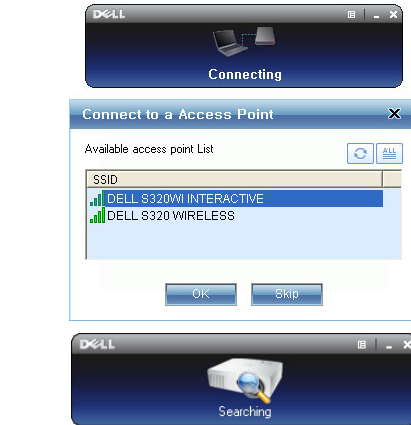 DELL
Connecting
Connect to a Access Point
Available access point List
ALL
SSID
DELL S320WI INTERACTIVE
DELL S320 WIRELESS
OK
Skip
DELL
Searching